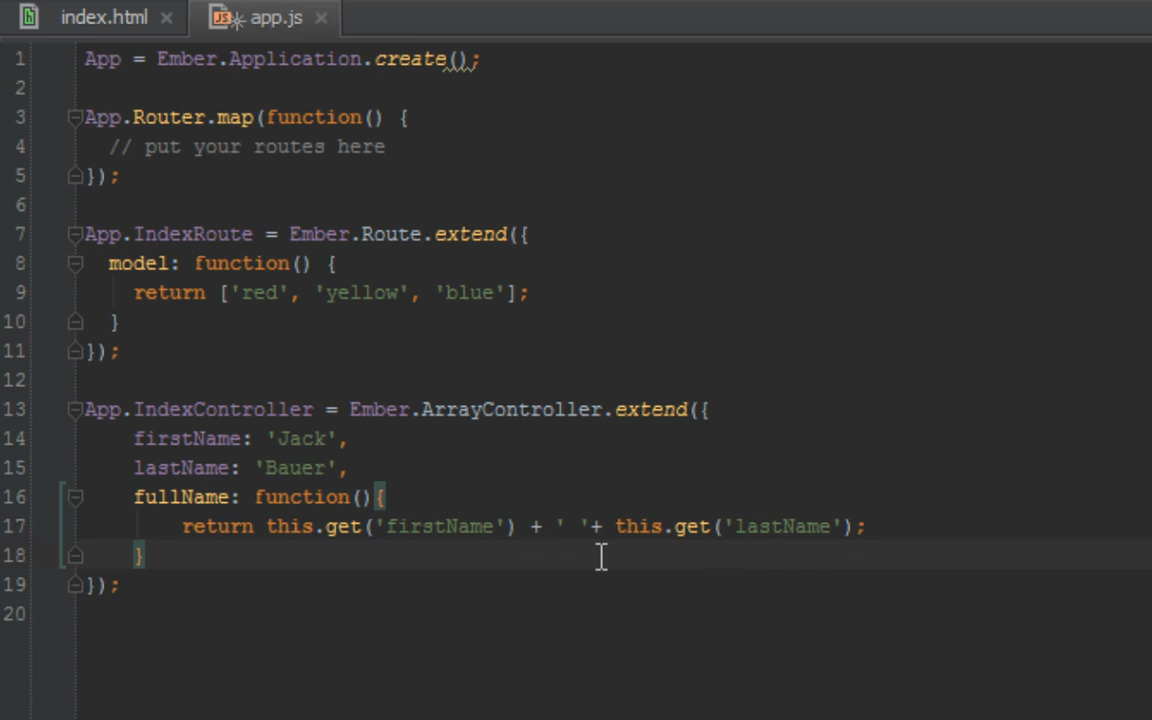 index.html
app.js
1 App = Ember.Application.create();
2
3 App.Router.map(function() {
4   // put your routes here
5 });
6
7 App.IndexRoute = Ember.Route.extend({
8   model: function() {
9     return ['red', 'yellow', 'blue'];
10   }
11 });
12
13 App.IndexController = Ember.ArrayController.extend({
14     firstName: 'Jack',
15     lastName: 'Bauer',
16     fullName: function(){
17         return this.get('firstName') + ' '+ this.get('lastName');
18     }
19 });
20